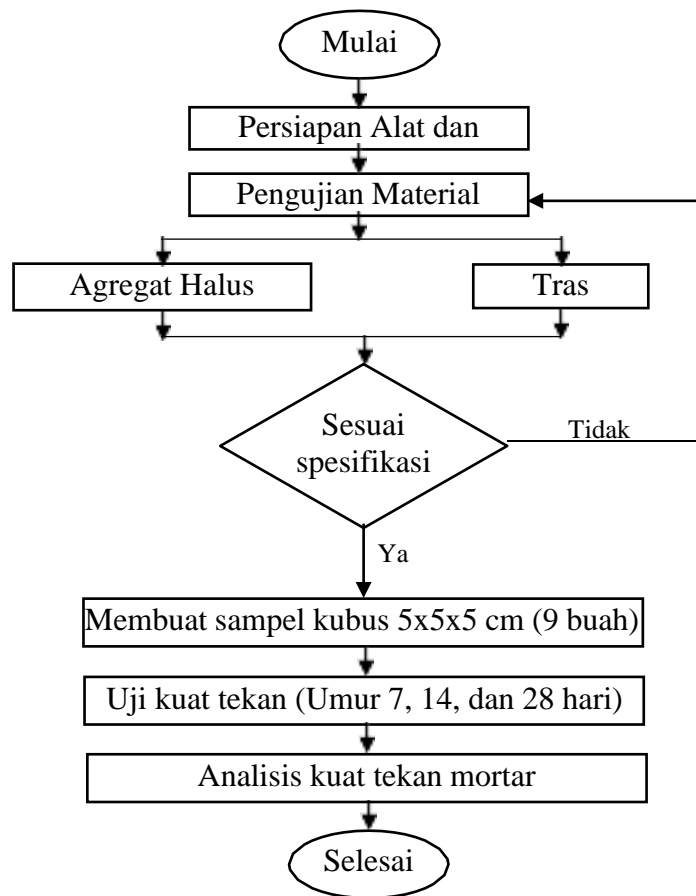 Mulai
Persiapan Alat dan
Pengujian Material
Agregat Halus
Tras
Sesuai
spesifikasi
Tidak
Ya
Membuat sampel kubus 5x5x5 cm (9 buah)
Uji kuat tekan (Umur 7, 14, dan 28 hari)
Analisis kuat tekan mortar
Selesai